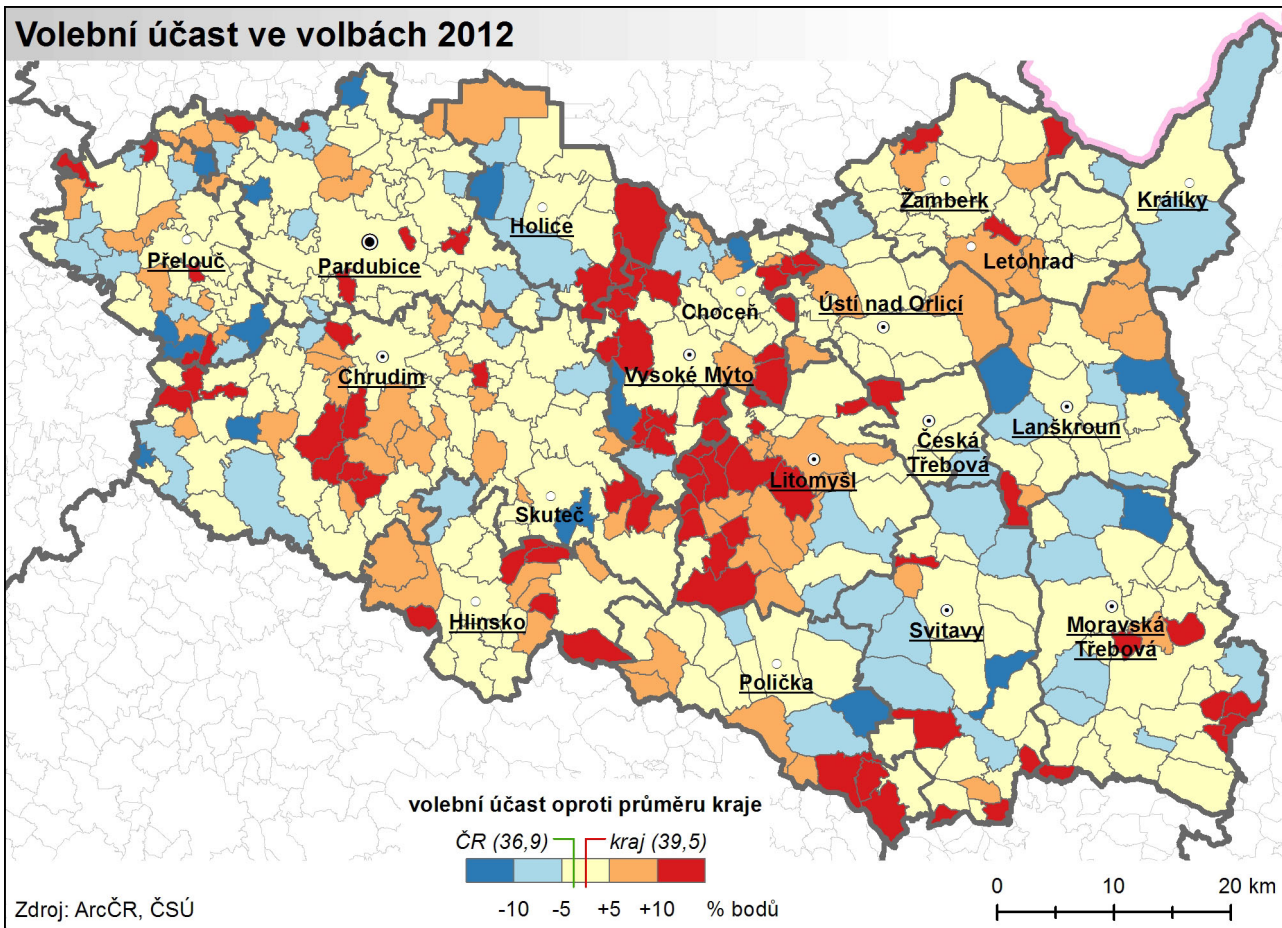 Volební účast ve volbách 2012
Žamberk
Králíky
Holice
Letohrad
Přelouč
Pardubice
Choceň
Ústí nad Orlicí
Chrudim
Vysoké Mýto
Lanškroun
Česká
Třebová
Litomyšl
Skuteč
Hlinsko
Svitavy
Moravská
Třebová
Polička
volební účast oproti průměru kraje
ČR (36,9)
kraj (39,5)
-10 -5 +5 +10 % bodů
0 10 20 km
Zdroj: ArcČR, ČSÚ